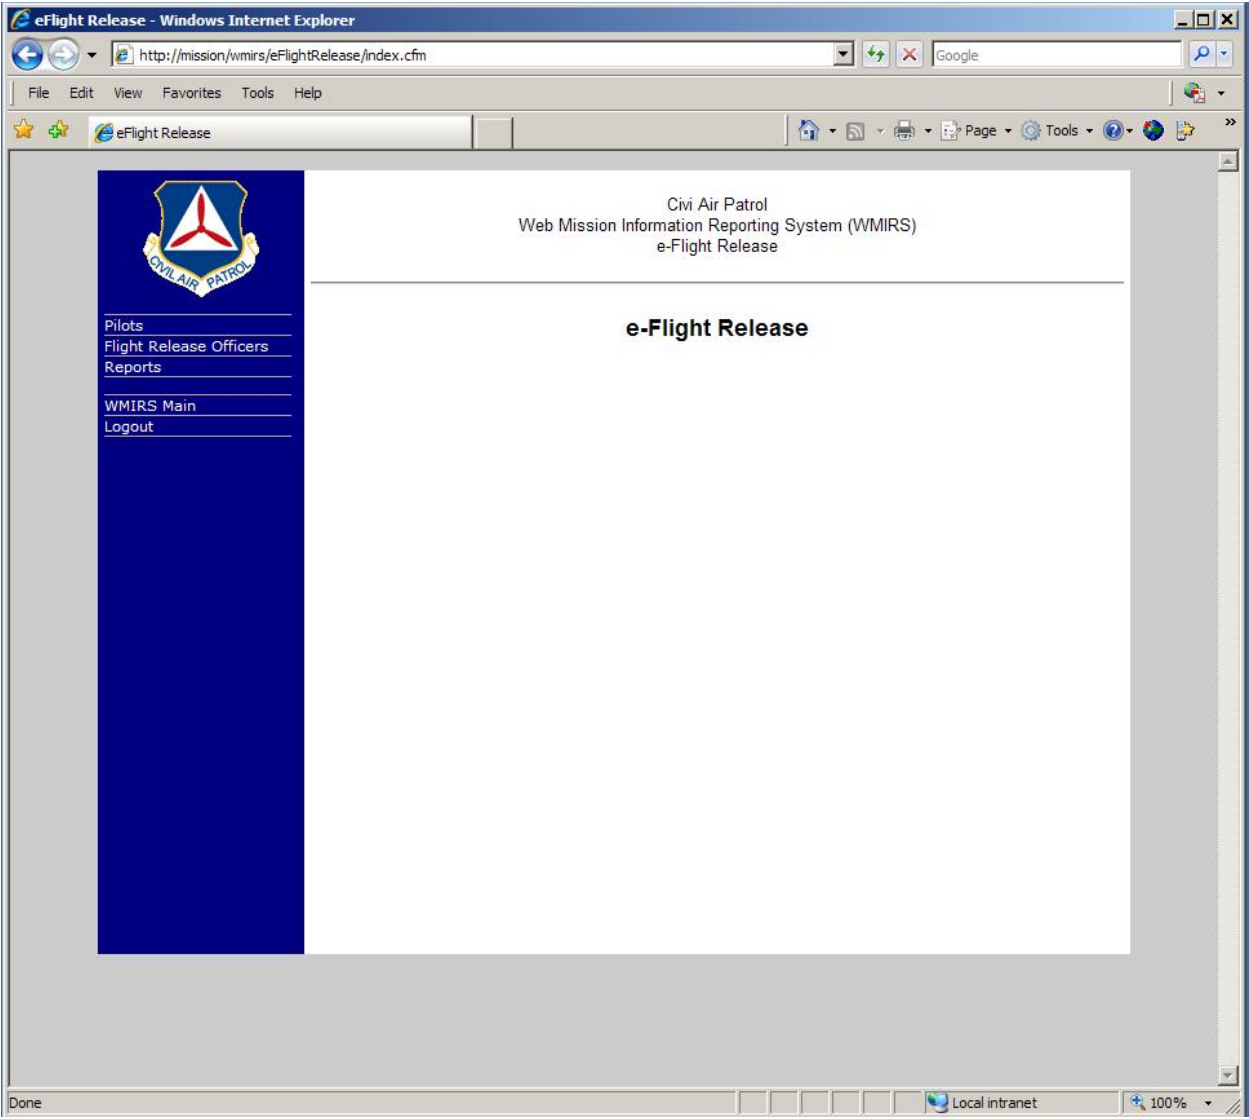 eFlight Release - Windows Internet Explorer
http://mission/wmirs/eFlightRelease/index.cfm
Google
File Edit View Favorites Tools Help
eFlight Release
Page Tools
CIVIL AIR PATROL
Civi Air Patrol
Web Mission Information Reporting System (WMIRS)
e-Flight Release
Pilots
Flight Release Officers
Reports
WMIRS Main
Logout
e-Flight Release
Done
Local intranet
100%